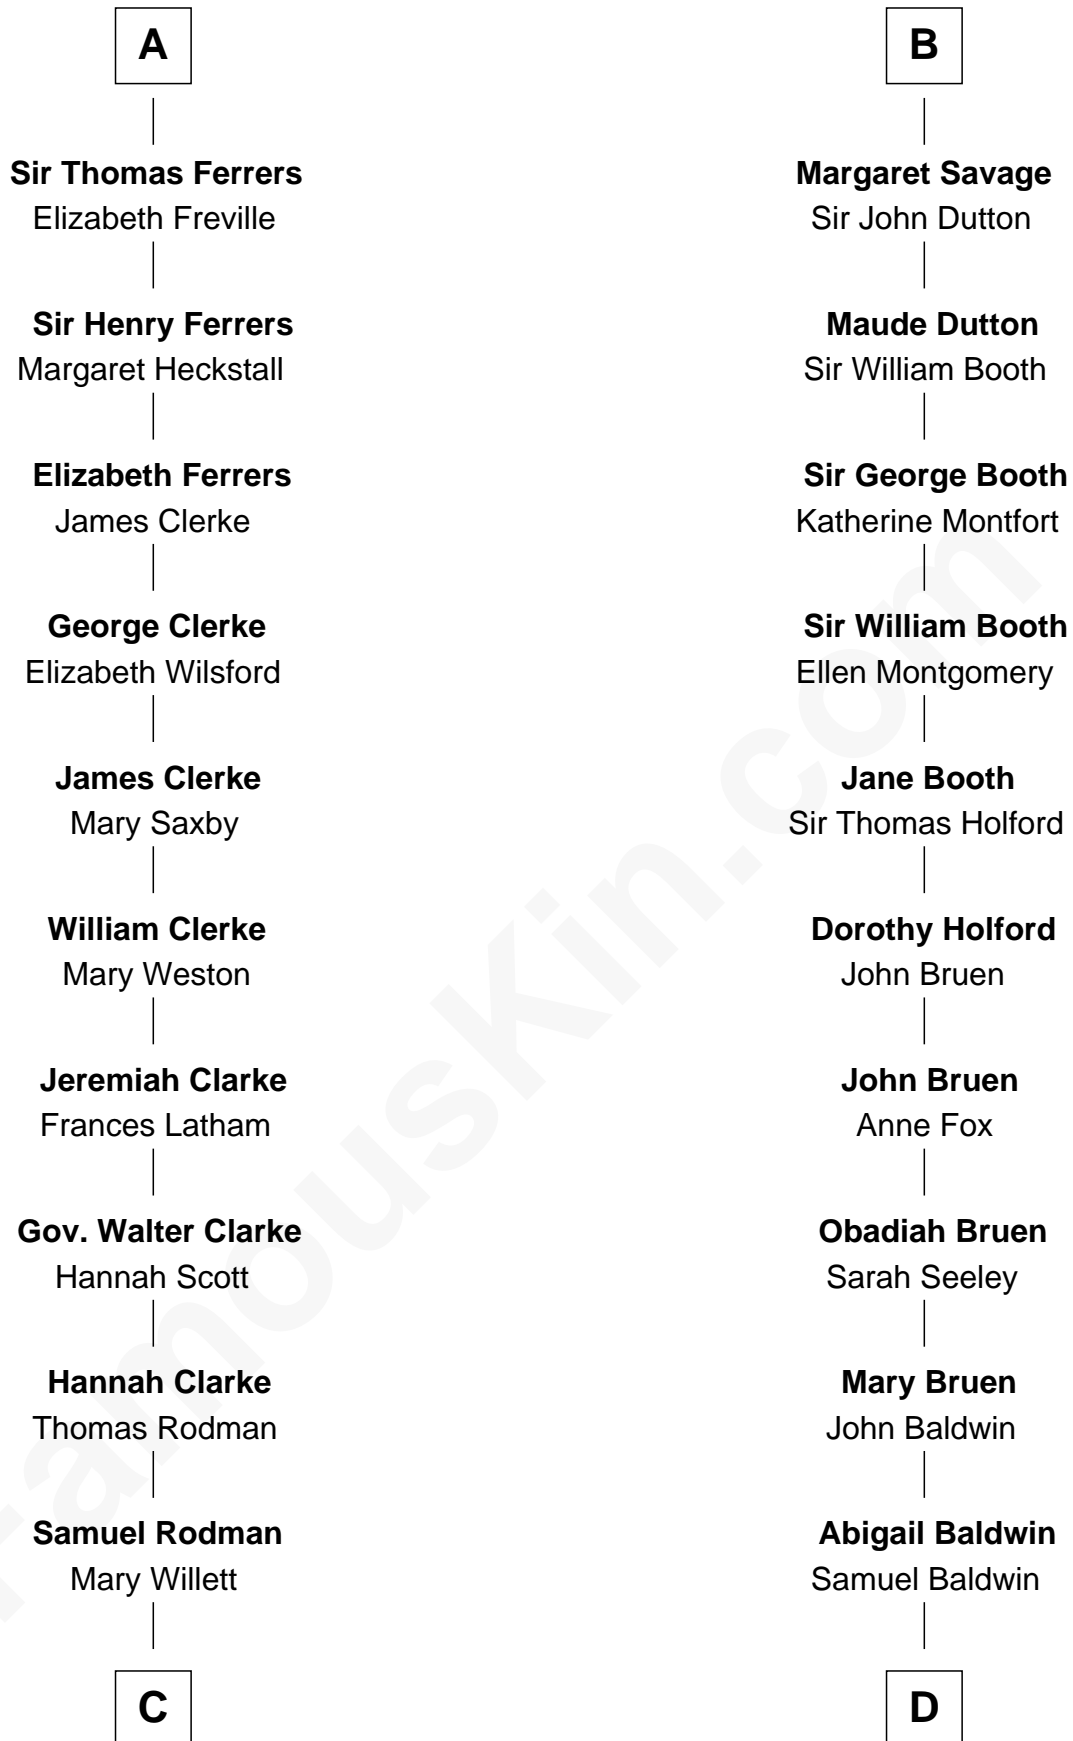 A
Sir Thomas Ferrers
Elizabeth Freville
Sir Henry Ferrers
Margaret Heckstall
Elizabeth Ferrers
James Clerke
George Clerke
Elizabeth Wilsford
James Clerke
Mary Saxby
William Clerke
Mary Weston
Jeremiah Clarke
Frances Latham
Gov. Walter Clarke
Hannah Scott
Hannah Clarke
Thomas Rodman
Samuel Rodman
Mary Willett
C
B
Margaret Savage
Sir John Dutton
Maude Dutton
Sir William Booth
Sir George Booth
Katherine Montfort
Sir William Booth
Ellen Montgomery
Jane Booth
Sir Thomas Holford
Dorothy Holford
John Bruen
John Bruen
Anne Fox
Obadiah Bruen
Sarah Seeley
Mary Bruen
John Baldwin
Abigail Baldwin
Samuel Baldwin
D
FamousKin.com